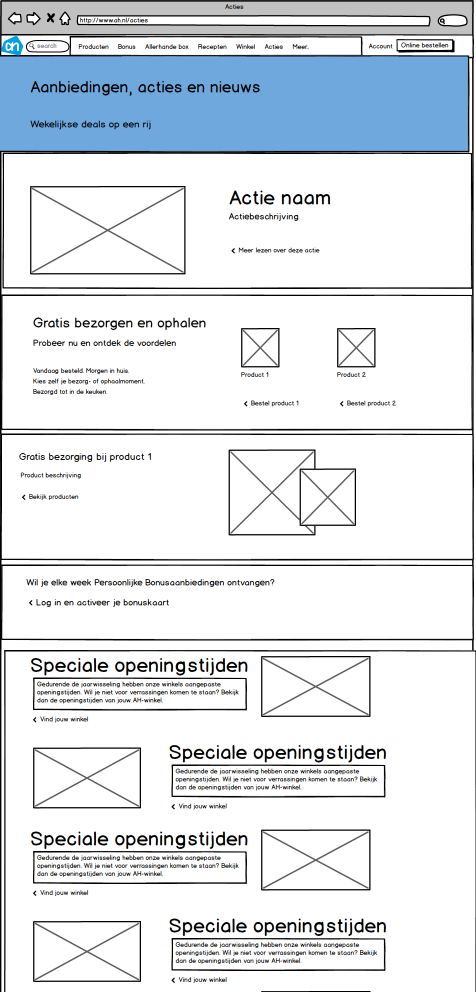 Acties
http://www.ah.nl/acties
ah
search
Producten Bonus Allerhande box Recepten Winkel Acties Meer.
Account
Online bestellen
Aanbiedingen, acties en nieuws
Wekelijkse deals op een rij
Actie naam
Actiebeschrijving
Meer lezen over deze actie
Gratis bezorgen en ophalen
Probeer nu en ontdek de voordelen
Vandaag besteld. Morgen in huis.
Kies zelf je bezorg- of ophaalmoment.
Bezorgd tot in de keuken.
Product 1
Product 2
Bestel product 1
Bestel product 2
Gratis bezorging bij product 1
Product beschrijving
Bekijk producten
Wil je elke week Persoonlijke Bonusaanbiedingen ontvangen?
Log in en activeer je bonuskaart
Speciale openingstijden
Gedurende de jaarwisseling hebben onze winkels aangepaste
openingstijden. Wil je niet voor verrassingen komen te staan? Bekijk
dan de openingstijden van jouw AH-winkel.
Vind jouw winkel
Speciale openingstijden
Gedurende de jaarwisseling hebben onze winkels aangepaste
openingstijden. Wil je niet voor verrassingen komen te staan? Bekijk
dan de openingstijden van jouw AH-winkel.
Vind jouw winkel
Speciale openingstijden
Gedurende de jaarwisseling hebben onze winkels aangepaste
openingstijden. Wil je niet voor verrassingen komen te staan? Bekijk
dan de openingstijden van jouw AH-winkel.
Vind jouw winkel
Speciale openingstijden
Gedurende de jaarwisseling hebben onze winkels aangepaste
openingstijden. Wil je niet voor verrassingen komen te staan? Bekijk
dan de openingstijden van jouw AH-winkel.
Vind jouw winkel